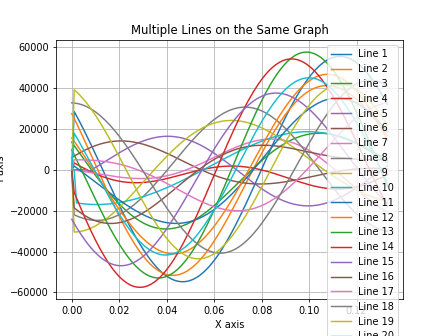 Multiple Lines on the Same Graph
60000
40000
20000
0
−20000
−40000
−60000
0.00
0.02
0.04
0.06
0.08
0.10
X axis
Line 1
Line 2
Line 3
Line 4
Line 5
Line 6
Line 7
Line 8
Line 9
Line 10
Line 11
Line 12
Line 13
Line 14
Line 15
Line 16
Line 17
Line 18
Line 19
Line 20